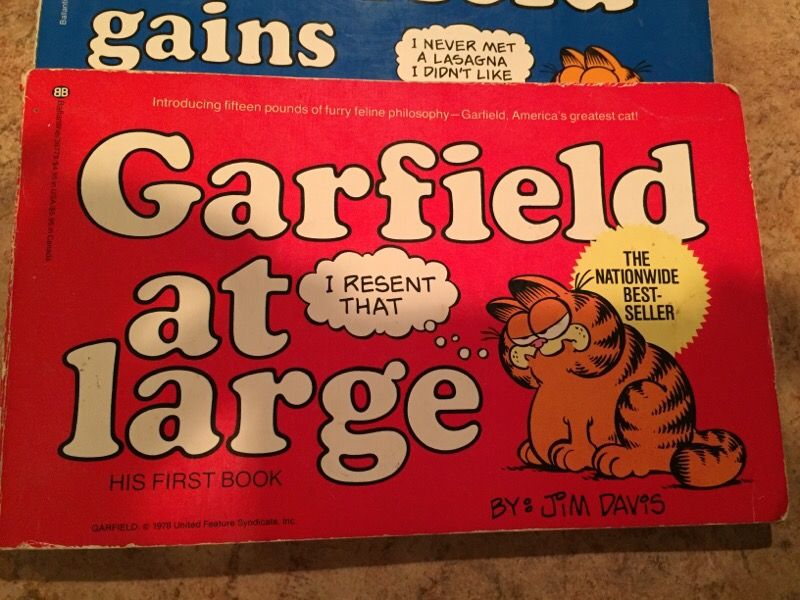 gains
I NEVER MET
A LASAGNA
I DIDN'T LIKE
BB
Introducing fifteen pounds of furry feline philosophy—Garfield, America's greatest cat!
Garfield
at
large
I RESENT
THAT
THE
NATIONWIDE
BEST-
SELLER
HIS FIRST BOOK
BY: JIM DAVIS
GARFIELD: © 1978 United Feature Syndicate, Inc.